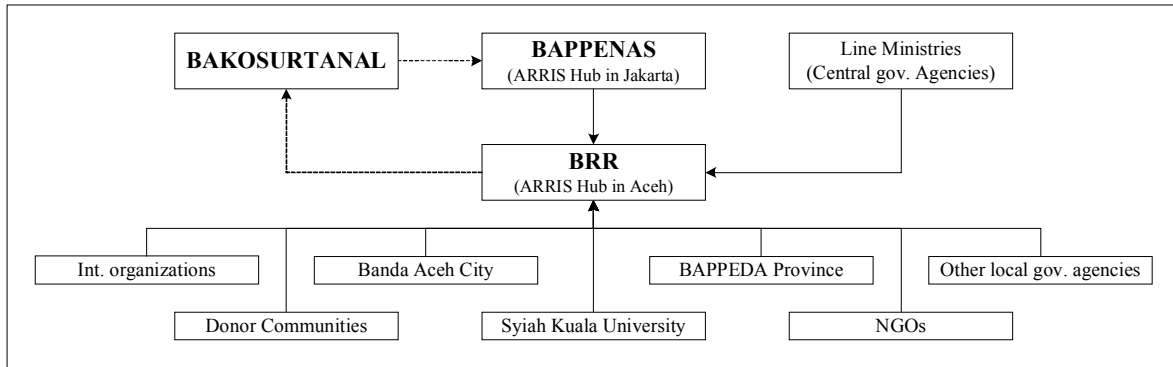 BAKOSURTANAL
BAPPENAS
(ARRIS Hub in Jakarta)
Line Ministries
(Central gov. Agencies)
BRR
(ARRIS Hub in Aceh)
Int. organizations
Banda Aceh City
BAPPEDA Province
Other local gov. agencies
Donor Communities
Syiah Kuala University
NGOs